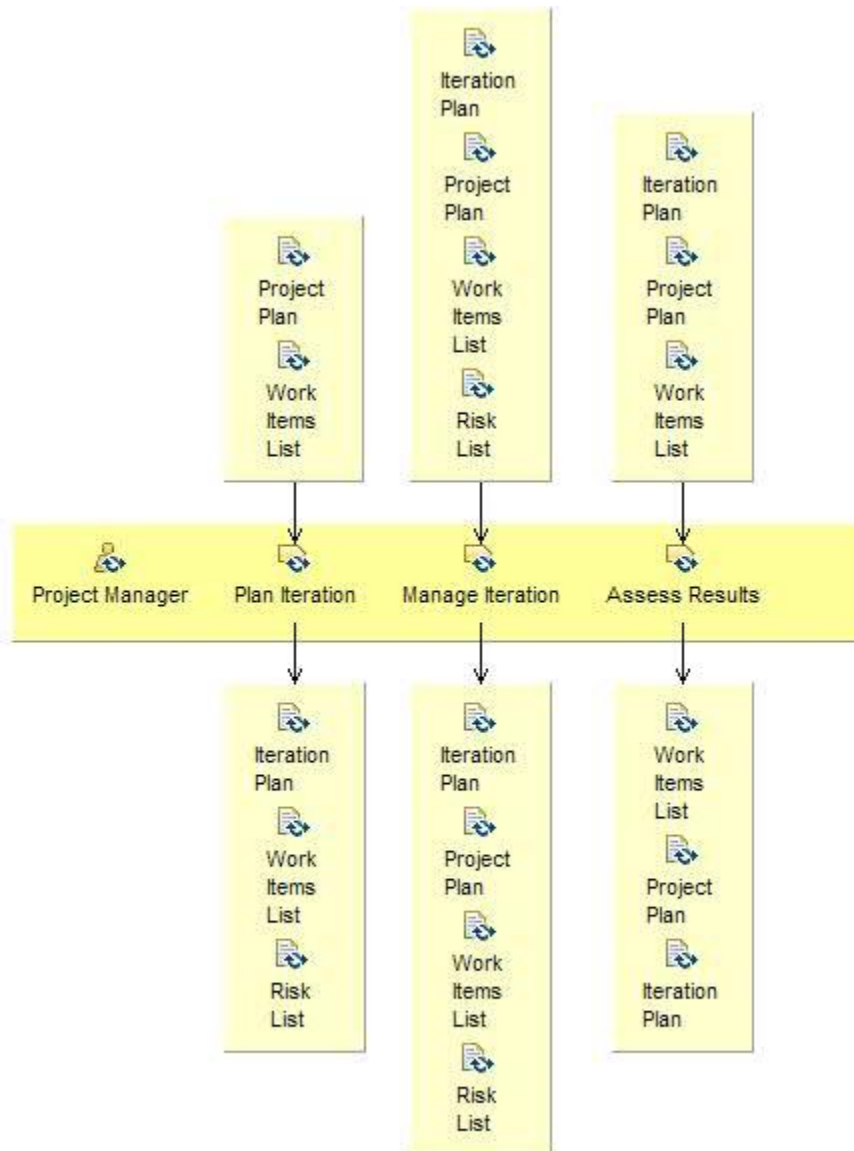 Project
Plan
Work
Items
List
Iteration
Plan
Project
Plan
Work
Items
List
Risk
List
Iteration
Plan
Project
Plan
Work
Items
List
Project Manager
Plan Iteration
Manage Iteration
Assess Results
Iteration
Plan
Work
Items
List
Risk
List
Iteration
Plan
Project
Plan
Work
Items
List
Risk
List
Work
Items
List
Project
Plan
Iteration
Plan